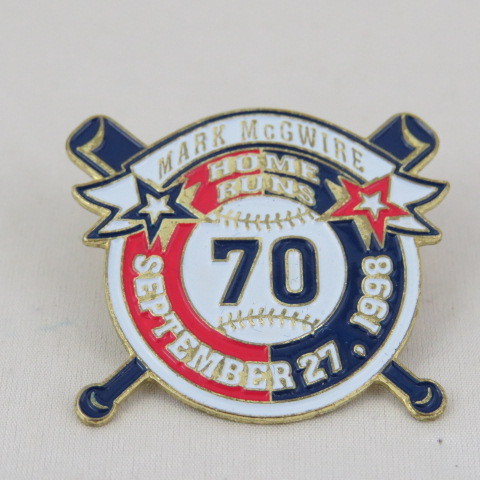 MARK McGWIRE
HOME
RUNS
70
SEPTEMBER 27, 1998